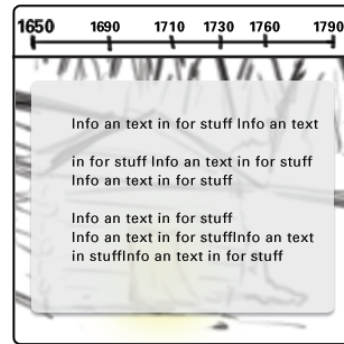 1650 1690 1710 1730 1760 1790
Info an text in for stuff Info an text
in for stuff Info an text in for stuff
Info an text in for stuff
Info an text in for stuff
Info an text in for stuffInfo an text
in stuffInfo an text in for stuff